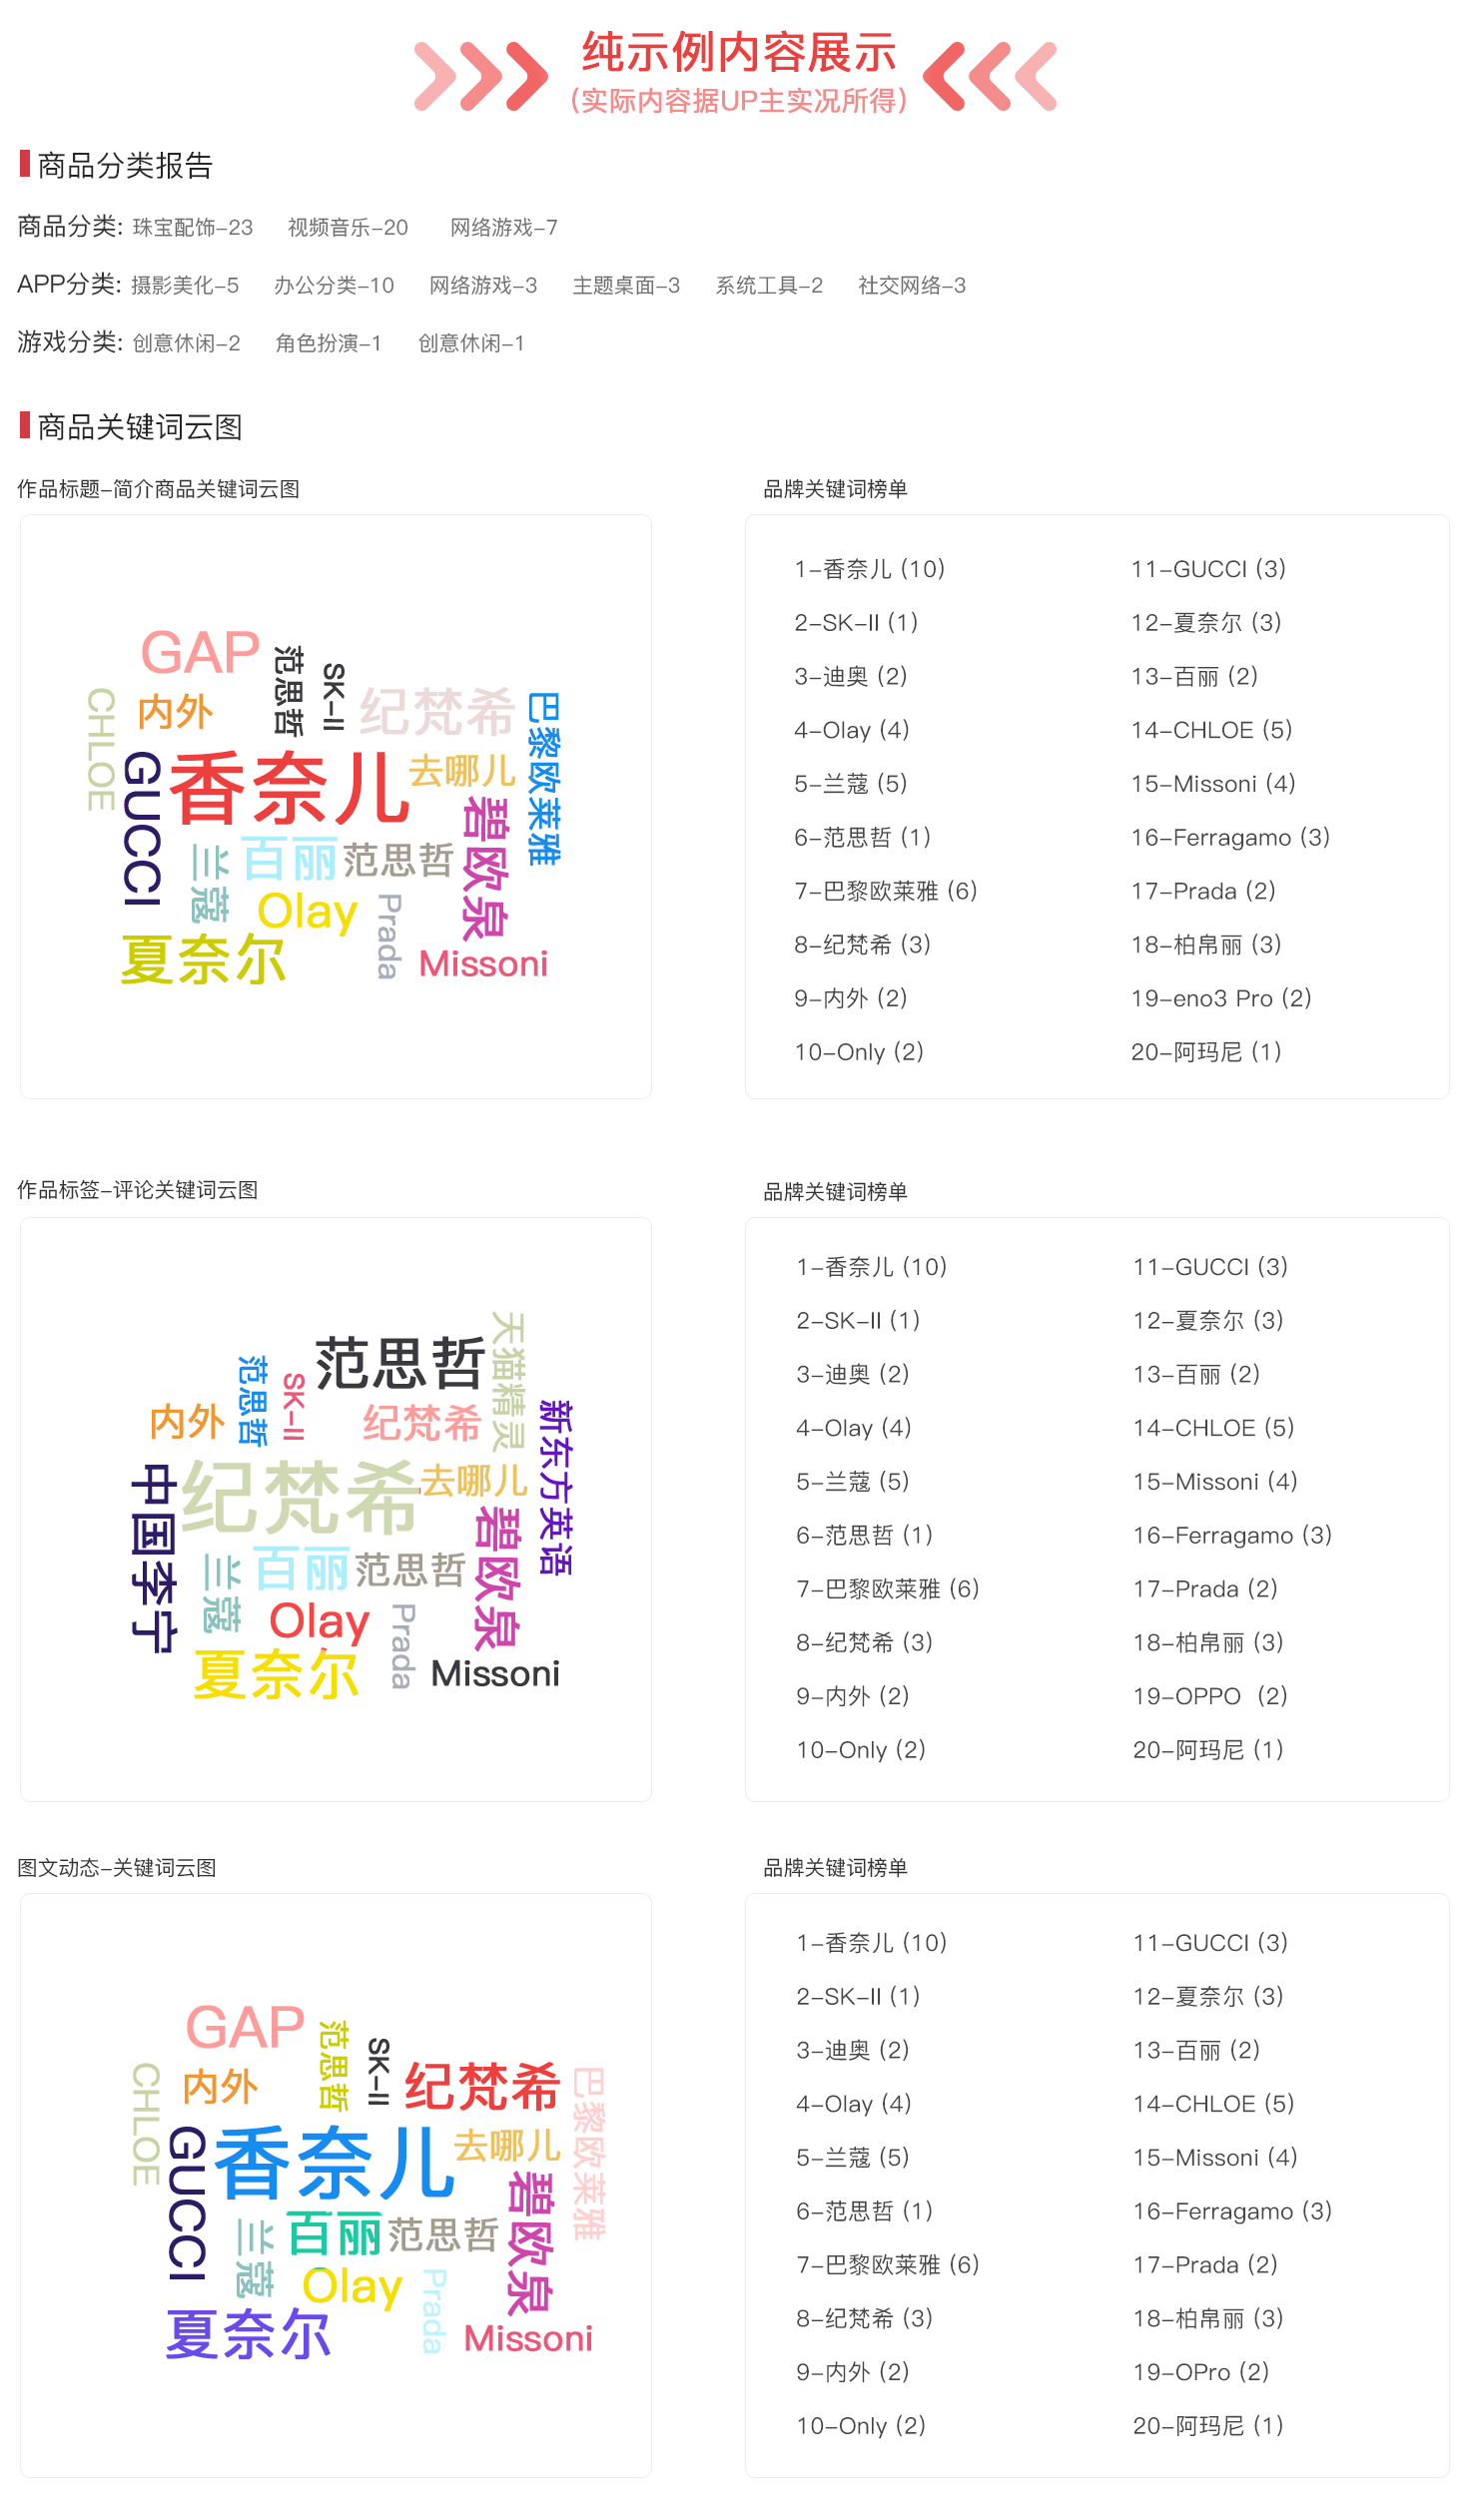 纯示例内容展示
(实际内容据UP主实况所得)
商品分类报告
商品分类: 珠宝配饰-23 视频音乐-20 网络游戏-7
APP分类: 摄影美化-5 办公分类-10 网络游戏-3 主题桌面-3 系统工具-2 社交网络-3
游戏分类: 创意休闲-2 角色扮演-1 创意休闲-1
商品关键词云图
作品标题-简介商品关键词云图
GAP
范思哲
SK-II
纪梵希
巴黎欧莱雅
CHLOE
内外
GUCCI
香奈儿
去哪儿
碧欧泉
兰蔻
百丽
范思哲
Olay
Prada
夏奈尔
Missoni
品牌关键词榜单
1-香奈儿 (10)
2-SK-II (1)
3-迪奥 (2)
4-Olay (4)
5-兰蔻 (5)
6-范思哲 (1)
7-巴黎欧莱雅 (6)
8-纪梵希 (3)
9-内外 (2)
10-Only (2)
11-GUCCI (3)
12-夏奈尔 (3)
13-百丽 (2)
14-CHLOE (5)
15-Missoni (4)
16-Ferragamo (3)
17-Prada (2)
18-柏帛丽 (3)
19-eno3 Pro (2)
20-阿玛尼 (1)
作品标签-评论关键词云图
范思哲
天猫精灵
范思哲
SK-II
内外
纪梵希
新东方英语
中国李宁
纪梵希
去哪儿
碧欧泉
兰蔻
百丽
范思哲
Olay
Prada
夏奈尔
Missoni
品牌关键词榜单
1-香奈儿 (10)
2-SK-II (1)
3-迪奥 (2)
4-Olay (4)
5-兰蔻 (5)
6-范思哲 (1)
7-巴黎欧莱雅 (6)
8-纪梵希 (3)
9-内外 (2)
10-Only (2)
11-GUCCI (3)
12-夏奈尔 (3)
13-百丽 (2)
14-CHLOE (5)
15-Missoni (4)
16-Ferragamo (3)
17-Prada (2)
18-柏帛丽 (3)
19-OPPO (2)
20-阿玛尼 (1)
图文动态-关键词云图
GAP
范思哲
SK-II
纪梵希
巴黎欧莱雅
CHLOE
内外
GUCCI
香奈儿
去哪儿
碧欧泉
兰蔻
百丽
范思哲
Olay
Prada
夏奈尔
Missoni
品牌关键词榜单
1-香奈儿 (10)
2-SK-II (1)
3-迪奥 (2)
4-Olay (4)
5-兰蔻 (5)
6-范思哲 (1)
7-巴黎欧莱雅 (6)
8-纪梵希 (3)
9-内外 (2)
10-Only (2)
11-GUCCI (3)
12-夏奈尔 (3)
13-百丽 (2)
14-CHLOE (5)
15-Missoni (4)
16-Ferragamo (3)
17-Prada (2)
18-柏帛丽 (3)
19-OPro (2)
20-阿玛尼 (1)